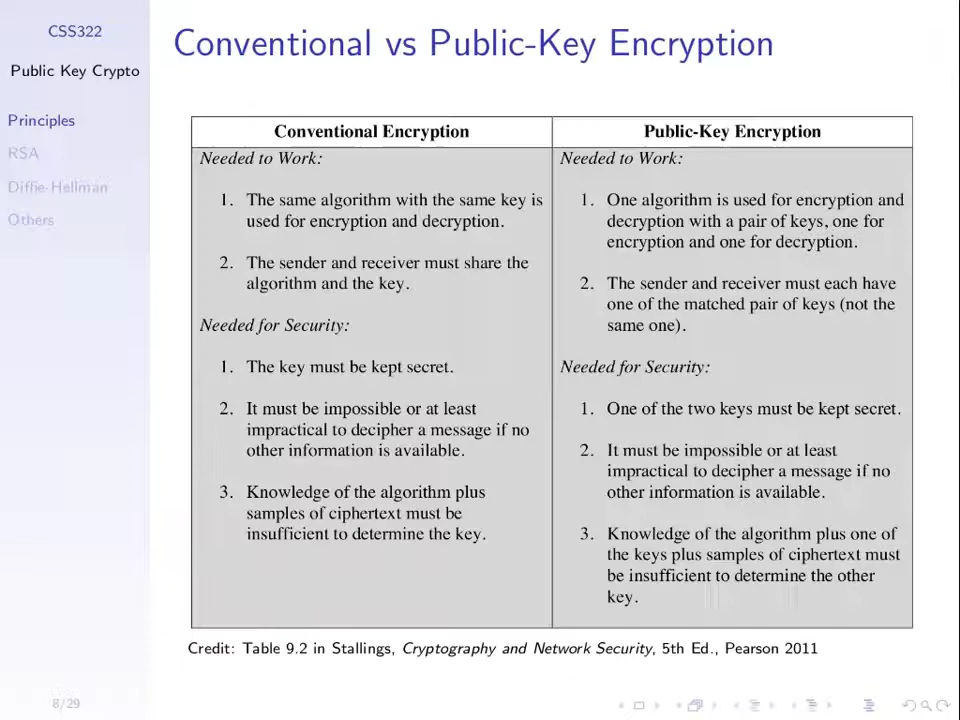 CSS322
Public Key Crypto
Principles
RSA
Diffie-Hellman
Others
Conventional vs Public-Key Encryption
Conventional Encryption
Needed to Work:
1. The same algorithm with the same key is
used for encryption and decryption.
2. The sender and receiver must share the
algorithm and the key.
Needed for Security:
1. The key must be kept secret.
2. It must be impossible or at least
impractical to decipher a message if no
other information is available.
3. Knowledge of the algorithm plus
samples of ciphertext must be
insufficient to determine the key.
Public-Key Encryption
Needed to Work:
1. One algorithm is used for encryption and
decryption with a pair of keys, one for
encryption and one for decryption.
2. The sender and receiver must each have
one of the matched pair of keys (not the
same one).
Needed for Security:
1. One of the two keys must be kept secret.
2. It must be impossible or at least
impractical to decipher a message if no
other information is available.
3. Knowledge of the algorithm plus one of
the keys plus samples of ciphertext must
be insufficient to determine the other
key.
Credit: Table 9.2 in Stallings, Cryptography and Network Security, 5th Ed., Pearson 2011
8/29